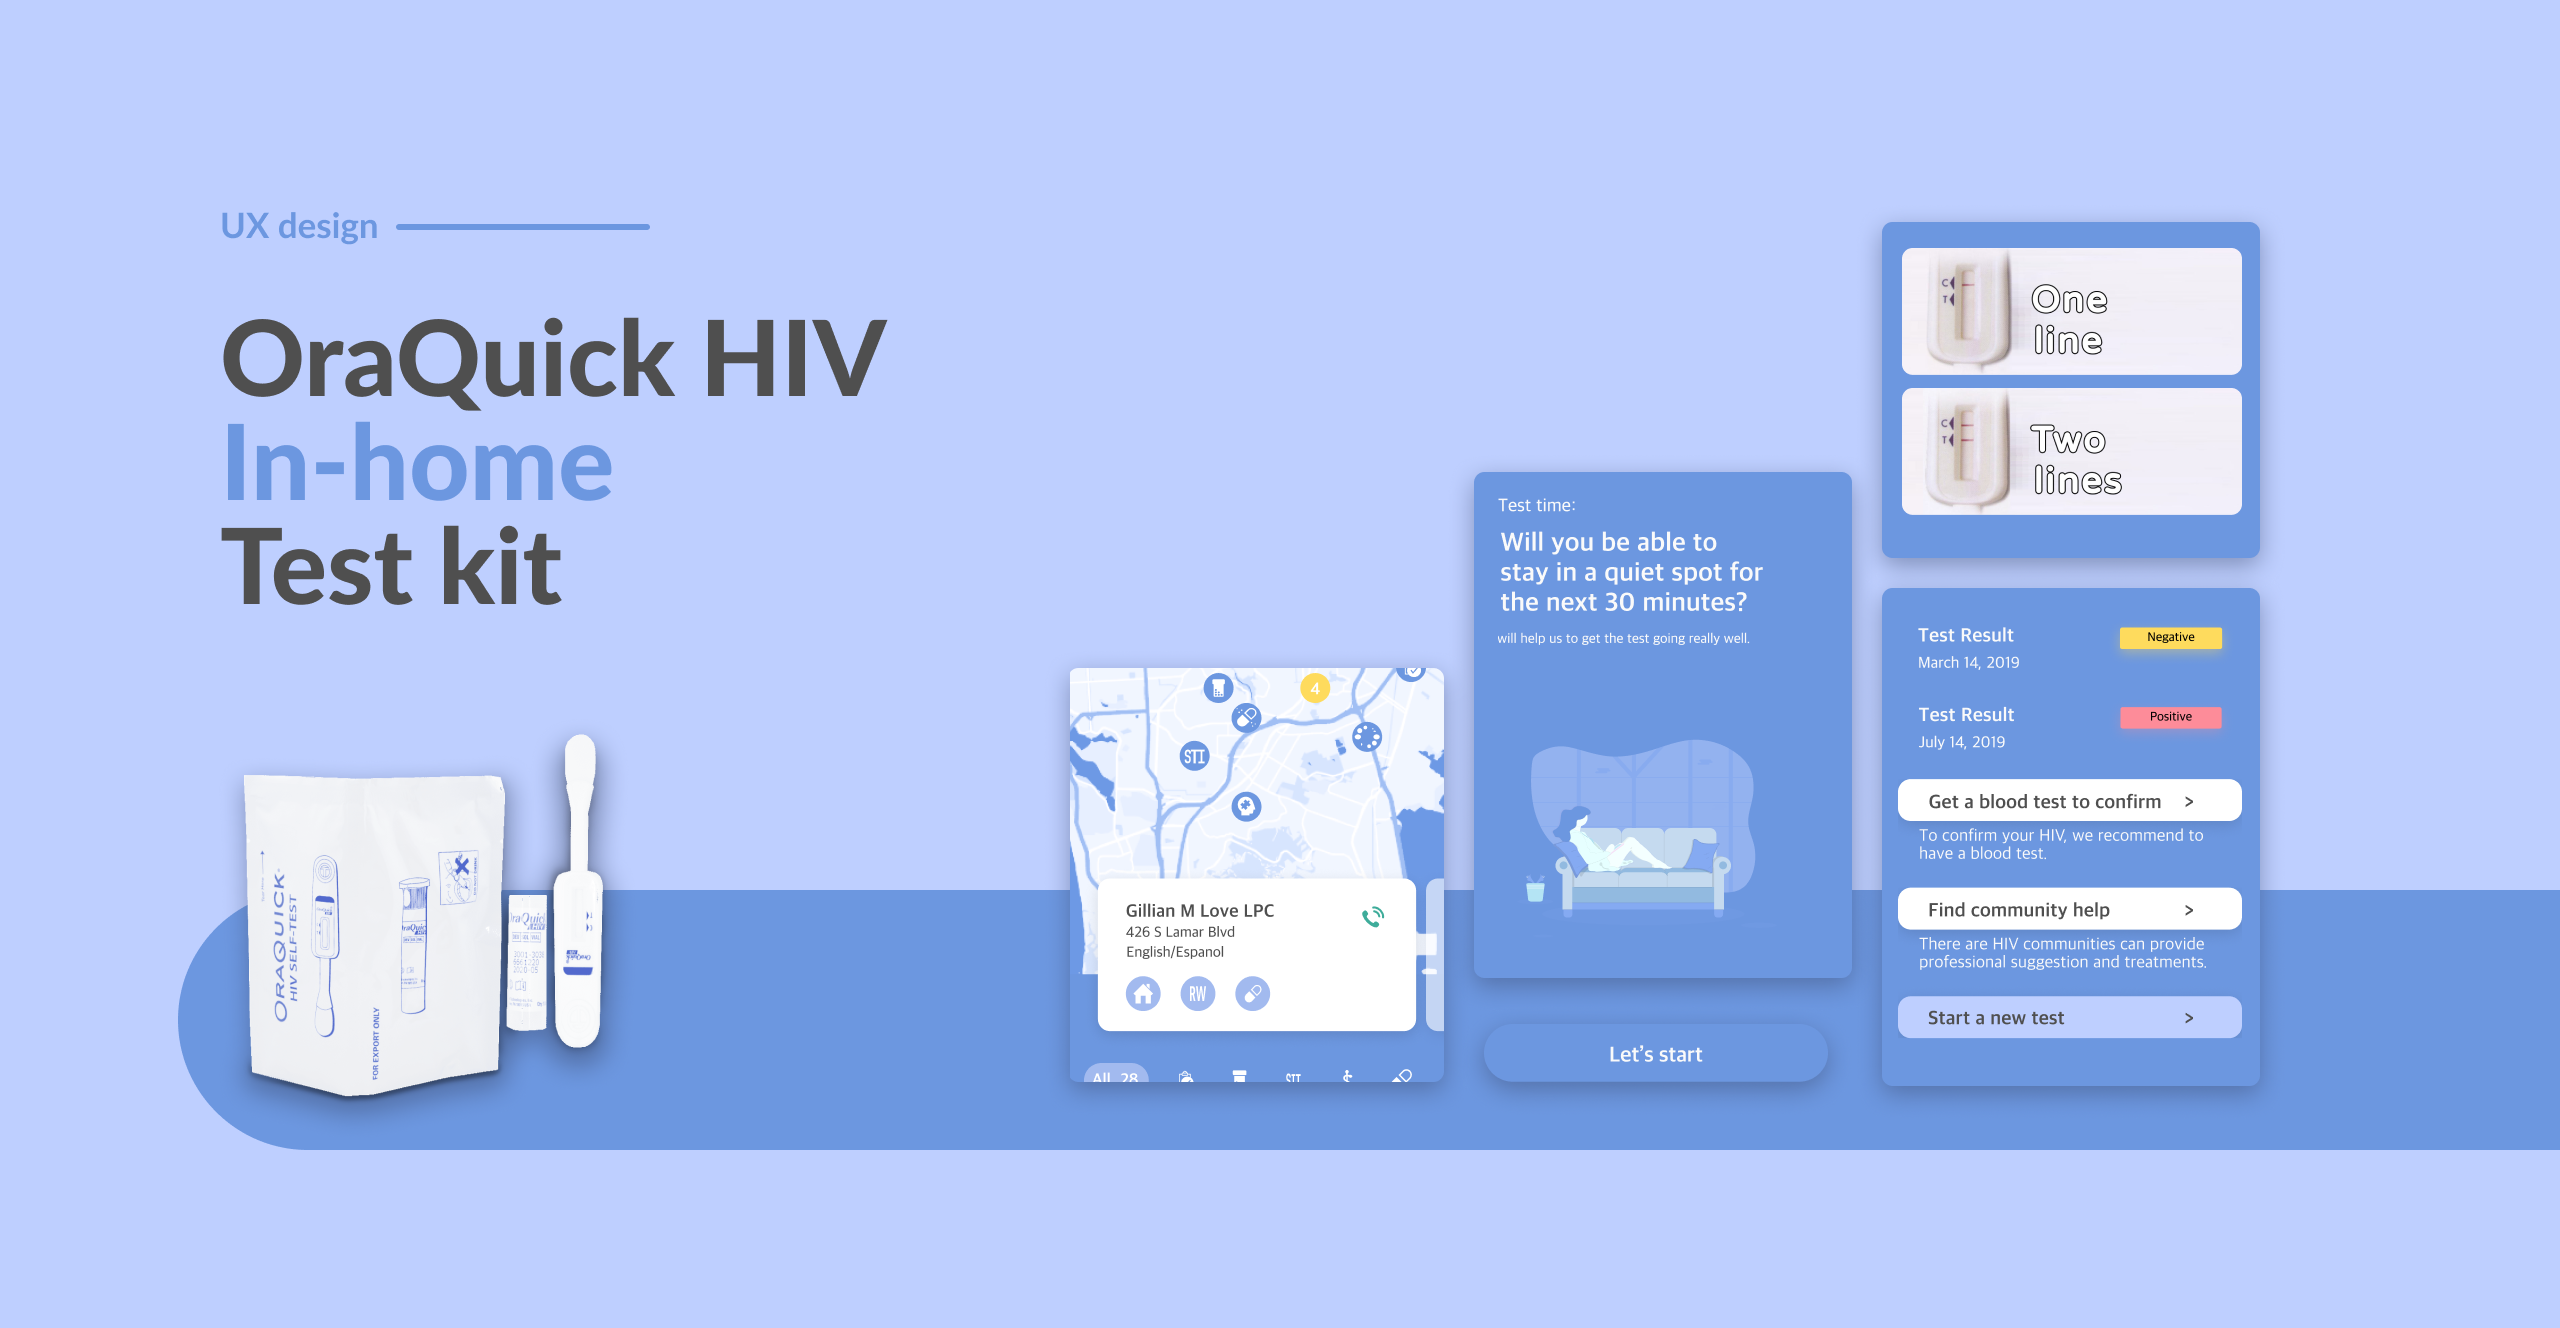 UX design
OraQuick HIV
In-home
Test kit
ORAQUICK
HIV SELF-TEST
FOR EXPORT ONLY
4
STI
Gillian M Love LPC
426 S Lamar Blvd
English/Espanol
RW
All 28
STI
Test time:
Will you be able to
stay in a quiet spot for
the next 30 minutes?
will help us to get the test going really well.
Let's start
C
T
One
line
C
T
Two
lines
Test Result
Negative
March 14, 2019
Test Result
Positive
July 14, 2019
Get a blood test to confirm >
To confirm your HIV, we recommend to
have a blood test.
Find community help >
There are HIV communities can provide
professional suggestion and treatments.
Start a new test >